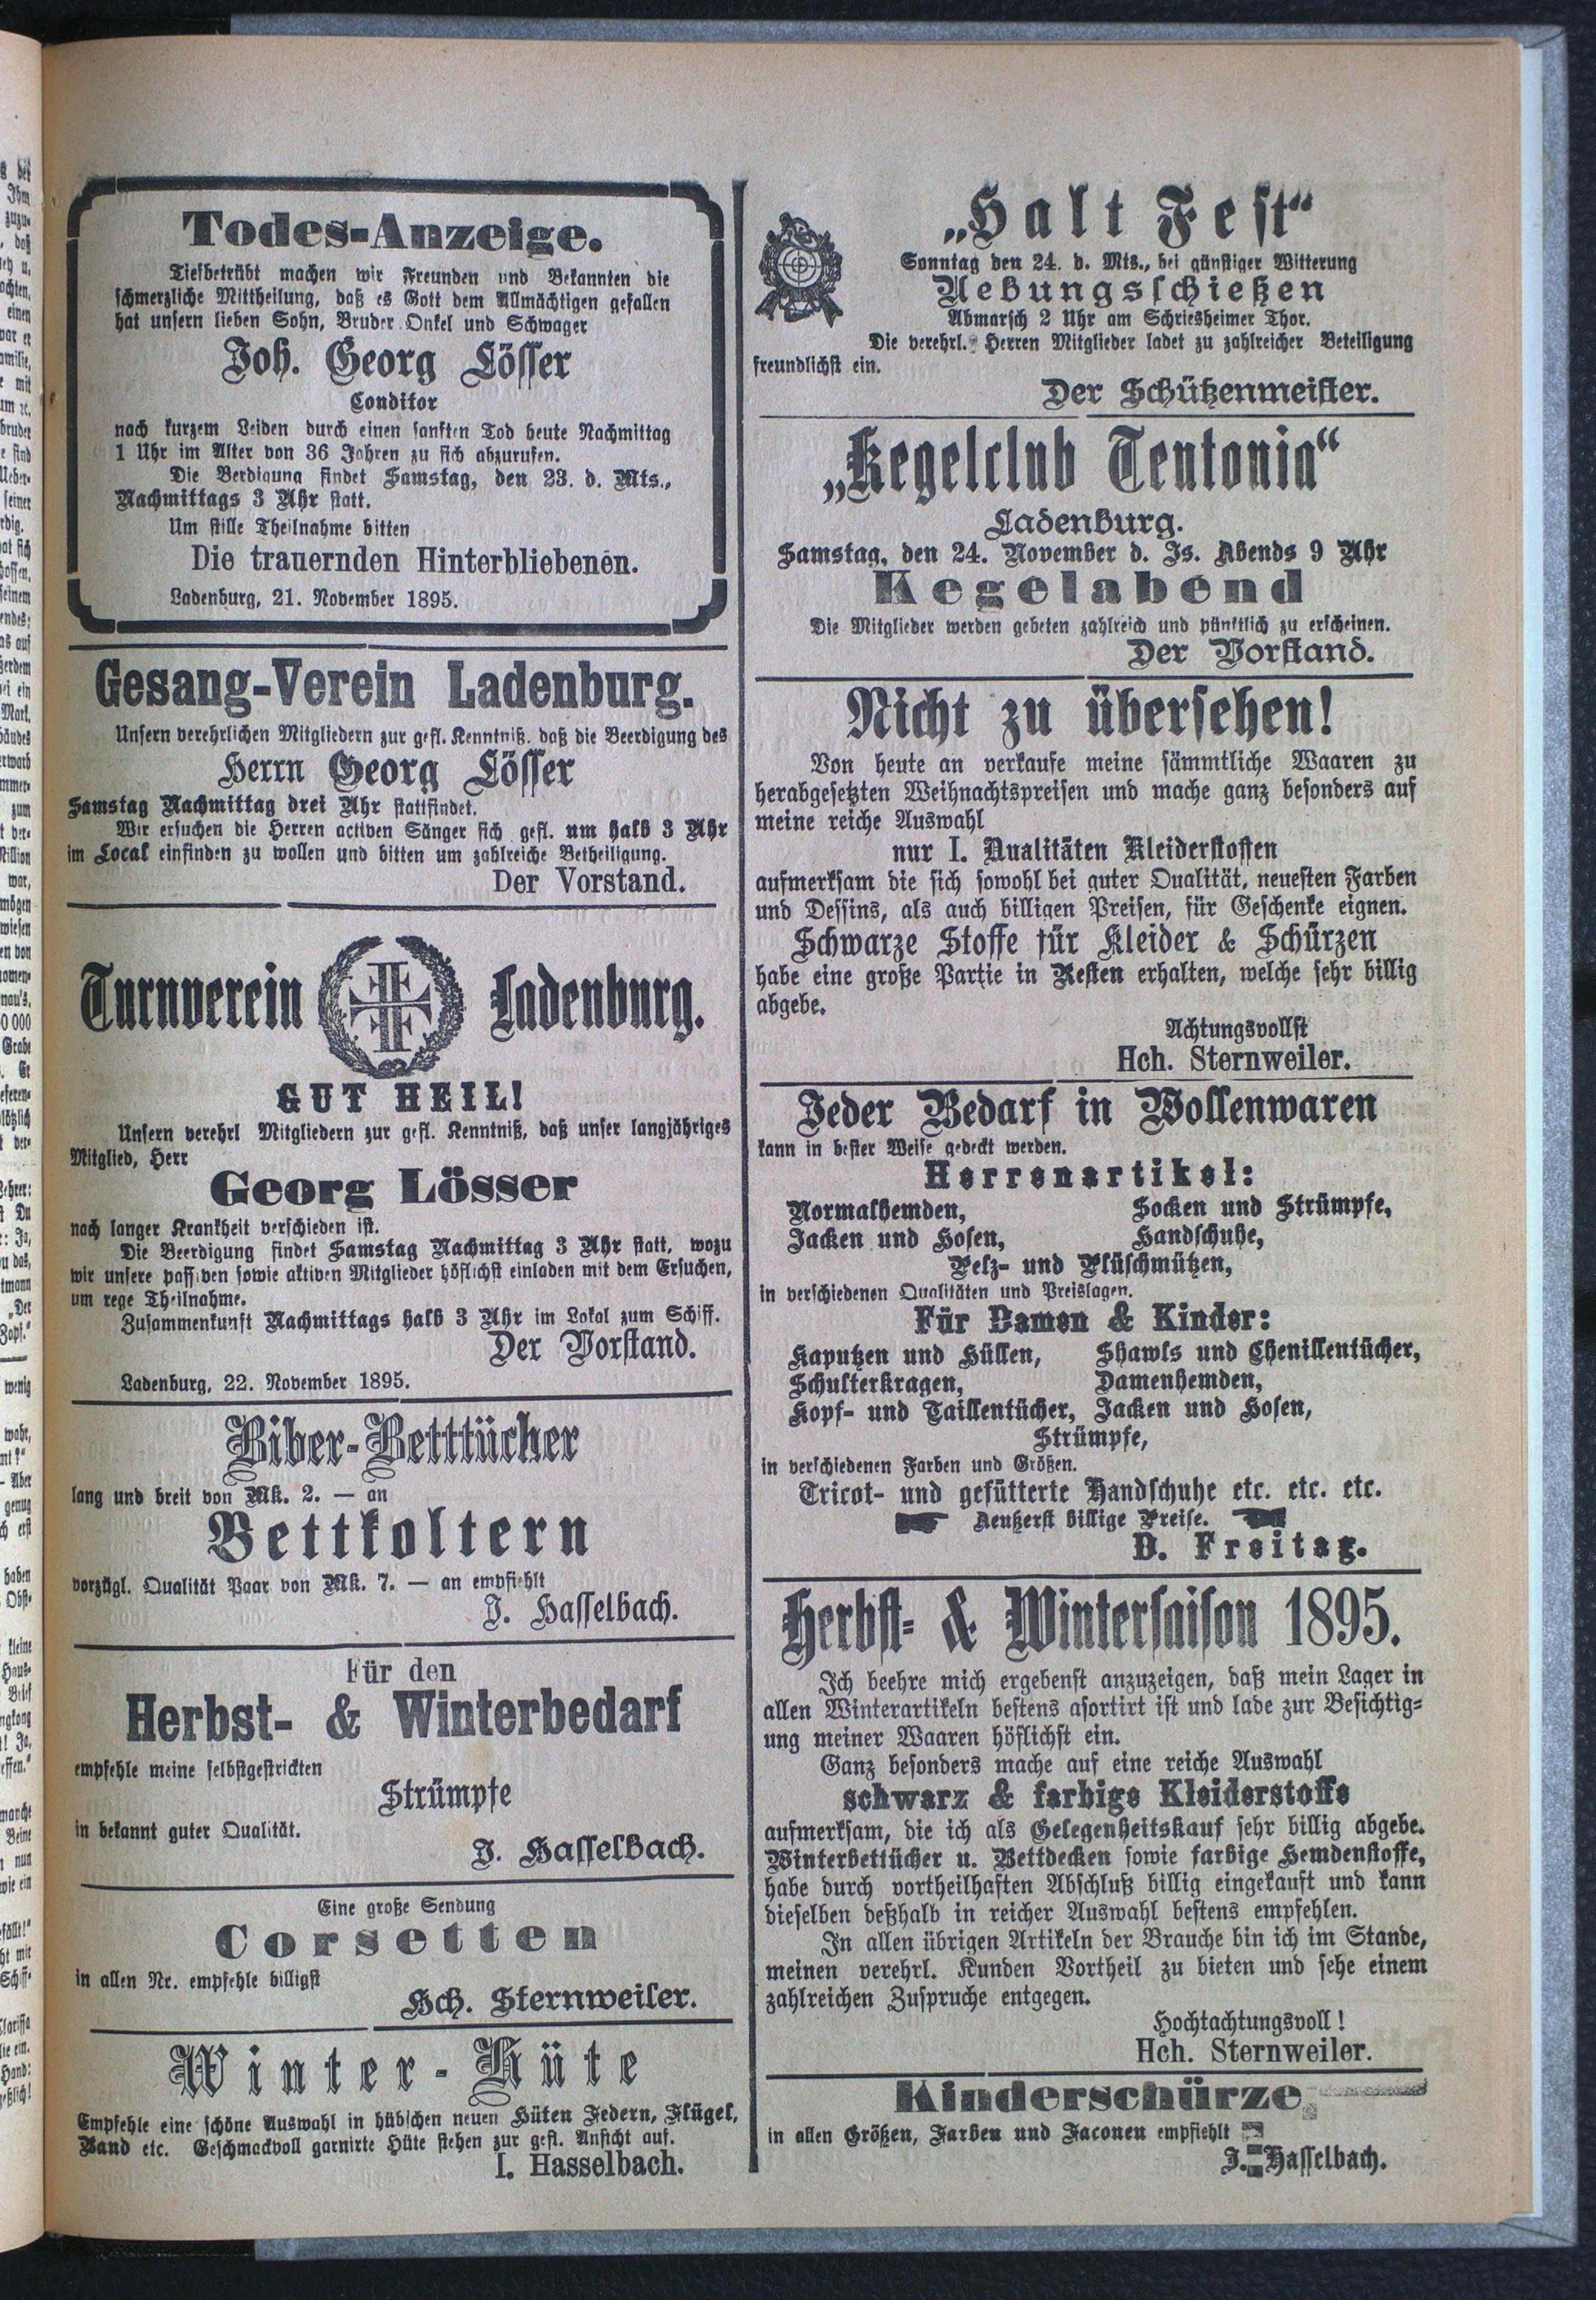 Todes-Anzeige.
Tiefbetrübt machen wir Freunden und Bekannten die
schmerzliche Mittheilung, daß es Gott dem Allmächtigen gefallen
hat unsern lieben Sohn, Bruder Onkel und Schwager
Joh. Georg Lösser
Conditor
nach kurzem Leiden durch einen sanften Tod heute Nachmittag
1 Uhr im Alter von 36 Jahren zu sich abzurufen.
Die Berdigung findet Samstag, den 23. d. Mts.,
Nachmittags 3 Uhr statt.
Um stille Theilnahme bitten
Die trauernden Hinterbliebenen.
Ladenburg, 21. November 1895.
Gesang-Verein Ladenburg.
Unsern verehrlichen Mitgliedern zur gefl. Kenntniß, daß die Beerdigung des
Herrn Georg Lösser
Samstag Nachmittag drei Uhr stattfindet.
Wir ersuchen die Herren activen Sänger sich gefl. um halb 3 Uhr
im Local einfinden zu wollen und bitten um zahlreiche Betheiligung.
Der Vorstand.
Turnverein Ladenburg.
GUT HEIL!
Unsern verehrl Mitgliedern zur gefl. Kenntniß, daß unser langjähriges
Mitglied, Herr
Georg Lösser
nach langer Krankheit verschieden ist.
Die Beerdigung findet Samstag Nachmittag 3 Uhr statt, wozu
wir unsere passiven sowie aktiven Mitglieder höflichst einladen mit dem Ersuchen,
um rege Theilnahme.
Zusammenkunft Nachmittags halb 3 Uhr im Lokal zum Schiff.
Der Vorstand.
Ladenburg, 22. November 1895.
Biber-Betttücher
lang und breit von Mk. 2. — an
Bettkoltern
vorzügl. Qualität Paar von Mk. 7. — an empfiehlt
J. Hasselbach.
Für den
Herbst- & Winterbedarf
empfehle meine selbstgestrickten
Strümpfe
in bekannt guter Qualität.
J. Hasselbach.
Eine große Sendung
Corsetten
in allen Nr. empfehle billigst
Hch. Sternweiler.
Winter-Hüte
Empfehle eine schöne Auswahl in hübschen neuen Hüten Federn, Flügel,
Band etc. Geschmackvoll garnirte Hüte stehen zur gefl. Ansicht auf.
I. Hasselbach.
„Halt Fest“
Sonntag den 24. d. Mts., bei günstiger Witterung
Uebungsschießen
Abmarsch 2 Uhr am Schriesheimer Thor.
Die verehrl. Herren Mitglieder ladet zu zahlreicher Beteiligung
freundlichst ein.
Der Schützenmeister.
„Kegelclub Teutonia“
Ladenburg.
Samstag, den 24. November d. Js. Abends 9 Uhr
Kegelabend
Die Mitglieder werden gebeten zahlreich und pünktlich zu erscheinen.
Der Vorstand.
Nicht zu übersehen!
Von heute an verkaufe meine sämmtliche Waaren zu
herabgesetzten Weihnachtspreisen und mache ganz besonders auf
meine reiche Auswahl
nur I. Qualitäten Kleiderstoffen
aufmerksam die sich sowohl bei guter Qualität, neuesten Farben
und Dessins, als auch billigen Preisen, für Geschenke eignen.
Schwarze Stoffe für Kleider & Schürzen
habe eine große Partie in Resten erhalten, welche sehr billig
abgebe.
Achtungsvollst
Hch. Sternweiler.
Jeder Bedarf in Wollenwaren
kann in bester Weise gedeckt werden.
Herrenartikel:
Normalhemden, Socken und Strümpfe,
Jacken und Hosen, Handschuhe,
Pelz- und Plüschmützen,
in verschiedenen Qualitäten und Preislagen.
Für Damen & Kinder:
Kaputzen und Hüllen, Shawls und Chenillentücher,
Schulterkragen, Damenhemden,
Kopf- und Taillentücher, Jacken und Hosen,
Strümpfe,
in verschiedenen Farben und Größen.
Tricot- und gefütterte Handschuhe etc. etc. etc.
Aeußerst billige Preise.
D. Freitag.
Herbst- & Wintersaison 1895.
Ich beehre mich ergebenst anzuzeigen, daß mein Lager in
allen Winterartikeln bestens asortirt ist und lade zur Besichtig-
ung meiner Waaren höflichst ein.
Ganz besonders mache auf eine reiche Auswahl
schwarz & farbige Kleiderstoffe
aufmerksam, die ich als Gelegenheitskauf sehr billig abgebe.
Winterbettücher u. Bettdecken sowie farbige Hemdenstoffe,
habe durch vortheilhaften Abschluß billig eingekauft und kann
dieselben deßhalb in reicher Auswahl bestens empfehlen.
In allen übrigen Artikeln der Brauche bin ich im Stande,
meinen verehrl. Kunden Vortheil zu bieten und sehe einem
zahlreichen Zuspruche entgegen.
Hochtachtungsvoll!
Hch. Sternweiler.
Kinderschürze
in allen Größen, Farben und Faconen empfiehlt
J. Hasselbach.